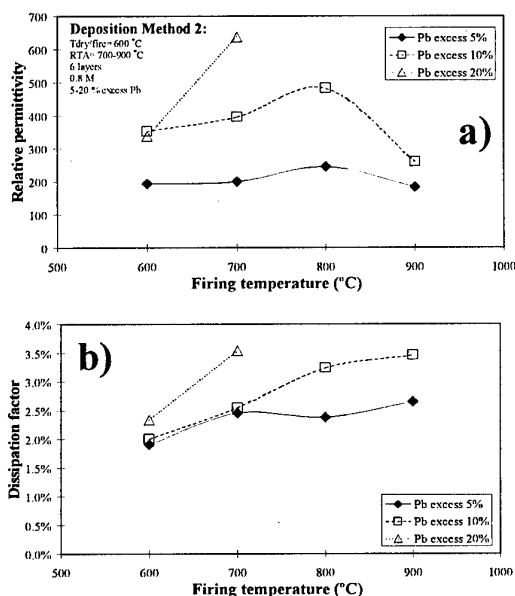 700
600
500
400
300
200
100
0
Relative permittivity
Deposition Method 2:
Tdry/fire= 600 °C
RTA= 700-900 °C
6 layers
0.8 M
5-20 % excess Pb
Pb excess 5%
Pb excess 10%
Pb excess 20%
a)
500 600 700 800 900 1000
Firing temperature (°C)
4.0%
3.5%
3.0%
2.5%
2.0%
1.5%
1.0%
0.5%
0.0%
Dissipation factor
b)
Pb excess 5%
Pb excess 10%
Pb excess 20%
500 600 700 800 900 1000
Firing temperature (°C)